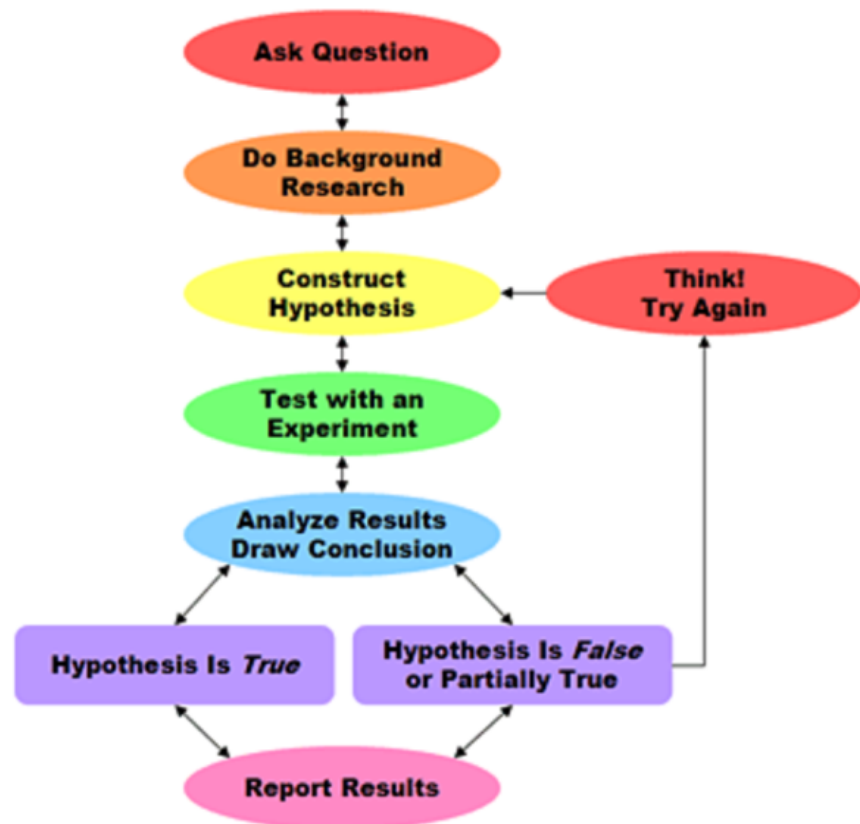 Ask Question
Do Background
Research
Construct
Hypothesis
Think!
Try Again
Test with an
Experiment
Analyze Results
Draw Conclusion
Hypothesis Is True
Hypothesis Is False
or Partially True
Report Results